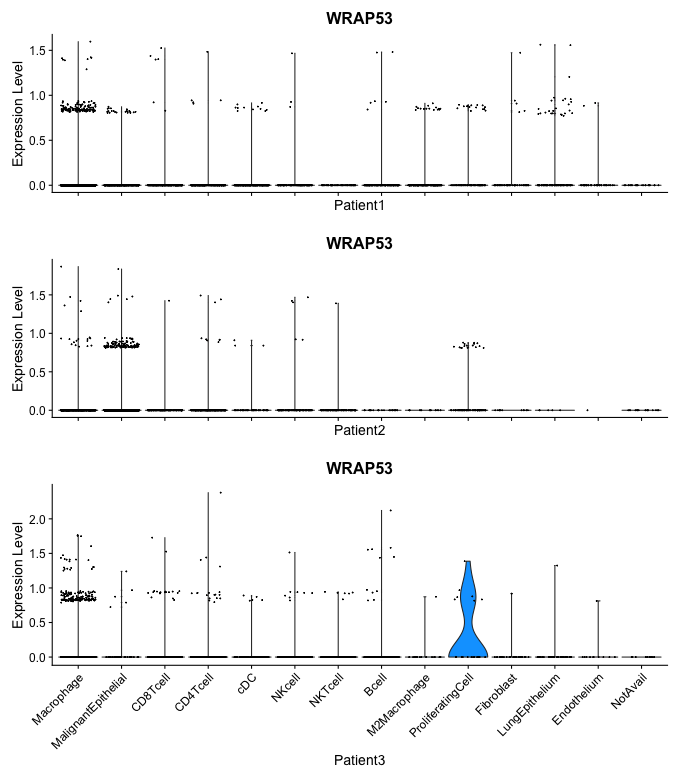 WRAP53
Expression Level
1.5
1.0
0.5
0.0
Patient1
WRAP53
Expression Level
1.5
1.0
0.5
0.0
Patient2
WRAP53
Expression Level
2.0
1.5
1.0
0.5
0.0
Macrophage
MalignantEpithelial
CD8Tcell
CD4Tcell
cDC
NKcell
NKTcell
Bcell
M2Macrophage
ProliferatingCell
Fibroblast
LungEpithelium
Endothelium
NotAvail
Patient3